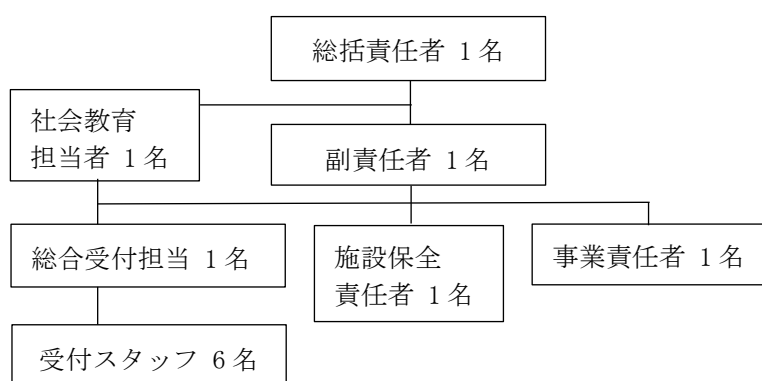 総括責任者 1名
社会教育
担当者 1名
副責任者 1名
総合受付担当 1名
施設保全
責任者 1名
事業責任者 1名
受付スタッフ 6名